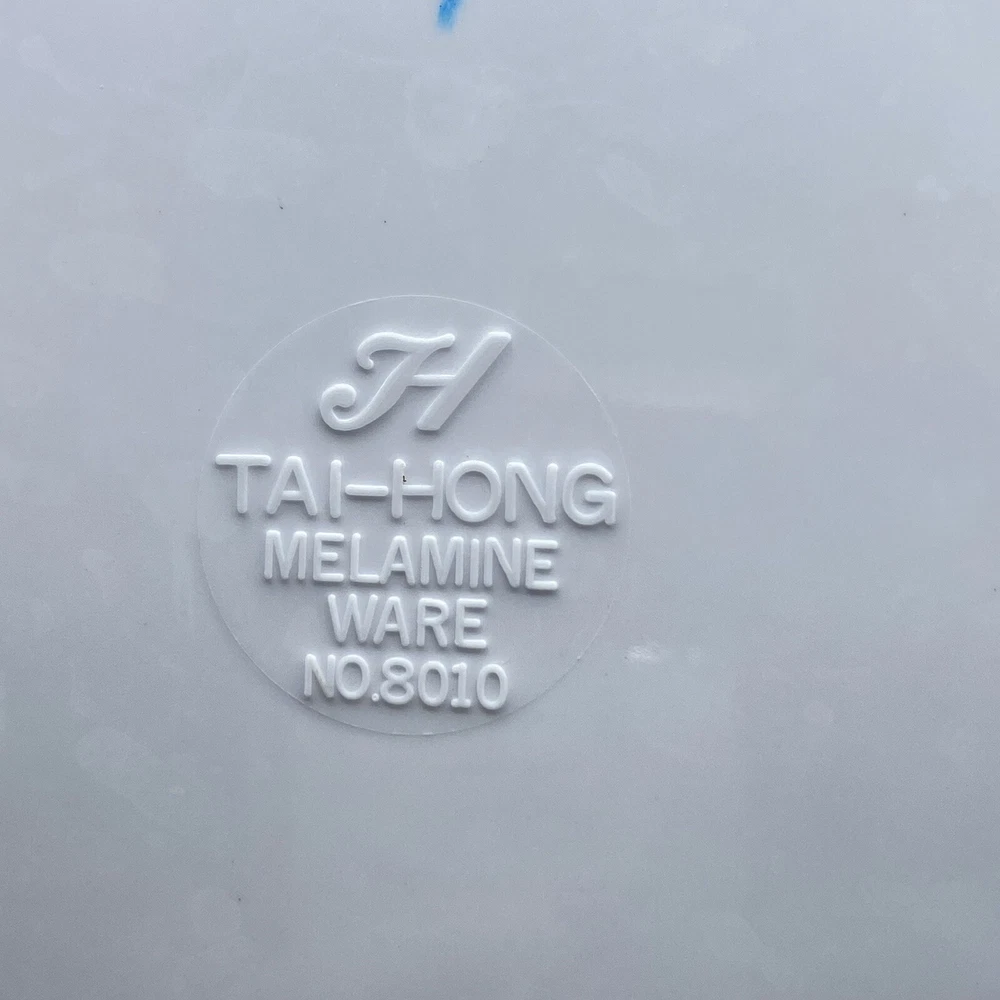 TH
TAI-HONG
MELAMINE
WARE
NO.8010